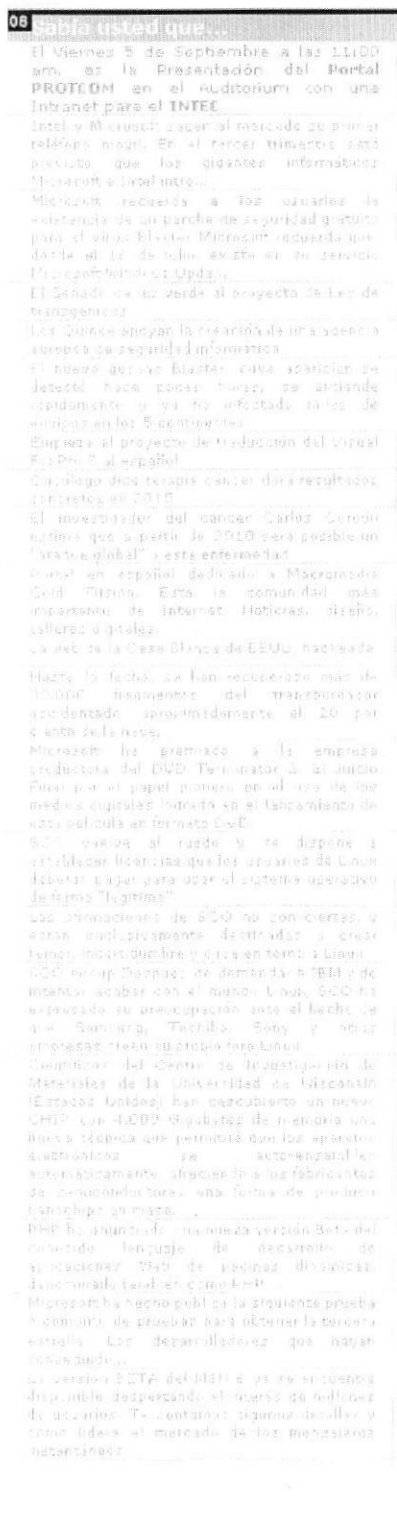 08 Sabía usted que...
El Viernes 5 de Septiembre a las 11:00
am, es la Presentación del Portal
PROTCOM en el Auditorium con una
Intranet para el INTEC
Intel y Microsoft sacan al mercado su primer
teléfono móvil. En el tercer trimestre está
previsto que los gigantes informáticos
Microsoft e Intel intro...
Microsoft recuerda a los usuarios la
existencia de un parche de seguridad gratuito
para el virus Blaster Microsoft recuerda que
desde el 16 de julio, existe en su servicio
Microsoft Windows Upda...
El Senado da luz verde al proyecto de Ley de
transgénicos
Los Quince apoyan la creación de una agencia
europea de seguridad informática
El nuevo gusano Blaster, cuya aparición se
detectó hace pocas horas, se extiende
rápidamente y ya ha infectado miles de
equipos en los 5 continentes
Empieza el proyecto de traducción del Visual
FoxPro 8 al español
Oncólogo dice terapia cáncer dará resultados
concretos en 2015
El investigador del cáncer Carlos Cordón
estima que a partir de 2010 será posible un
"ataque global" a esta enfermedad
Portal en español dedicado a Macromedia
Cold Fusion. Esta la comunidad más
importante de Internet. Noticias, diseño,
talleres digitales.
La web de la Casa Blanca de EEUU, hackeada
Hasta la fecha, se han recuperado más de
fragmentos del transbordador
accidentado aproximadamente el 20 por
ciento de la nave.
Microsoft ha premiado a la empresa
productora del DVD Terminator 2: El Juicio
Final por el papel pionero en el uso de los
medios digitales logrado en el lanzamiento de
esta película en formato DVD
SCO vuelve al ruedo y se dispone a
establecer licencias que los usuarios de Linux
deberán pagar para usar el sistema operativo
de forma "legítima"
Las afirmaciones de SCO no son ciertas, y
están exclusivamente destinadas a crear
temor, incertidumbre y duda en torno a Linux
SCO Group Después de demandar a IBM y de
intentar acabar con el mundo Linux, SCO ha
expresado su preocupación ante el hecho de
que Samsung, Toshiba, Sony y otras
empresas creen su propio foro Linux
Científicos del Centro de Investigación de
Materiales de la Universidad de Wisconsin
(Estados Unidos) han descubierto un nuevo
CHIP con 4.000 Gigabytes de memoria una
nueva técnica que permitirá que los aparatos
electrónicos se auto-ensamblen
automáticamente, ofreciendo a los fabricantes
de semiconductores una forma de producir
nanochips en masa.
PHP ha anunciado una nueva versión Beta del
conocido lenguaje de desarrollo de
aplicaciones Web de páginas dinámicas,
denominado también como PHP...
Microsoft ha hecho pública la siguiente prueba
o conjunto de pruebas para obtener la tercera
estrella. Los desarrolladores que hayan
conseguido...
La versión BETA del MSN 6 ya se encuentra
disponible despertando el interés de millones
de usuarios. Te contamos algunos detalles y
como lidera el mercado de los mensajeros
instantáneos